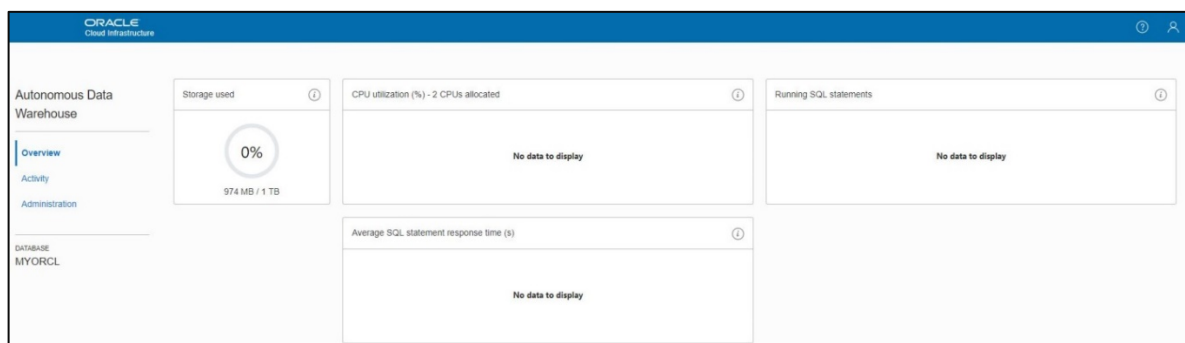 ORACLE
Cloud Infrastructure
Autonomous Data
Warehouse
Overview
Activity
Administration
DATABASE
MYORCL
Storage used
0%
974 MB / 1 TB
CPU utilization (%) - 2 CPUs allocated
No data to display
Running SQL statements
No data to display
Average SQL statement response time (s)
No data to display